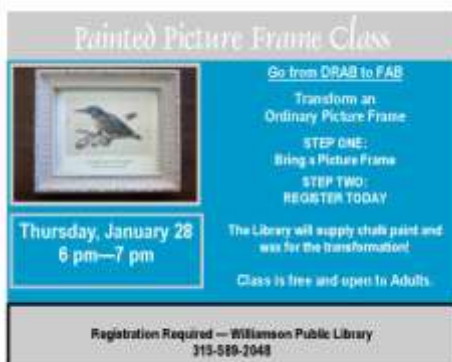 Painted Picture Frame Class
Go from DRAB to FAB
Transform an
Ordinary Picture Frame
STEP ONE:
Bring a Picture Frame
STEP TWO:
REGISTER TODAY
Thursday, January 28
6 pm—7 pm
The Library will supply chalk paint and
wax for the transformation!
Class is free and open to Adults.
Registration Required — Williamson Public Library
315-589-2048